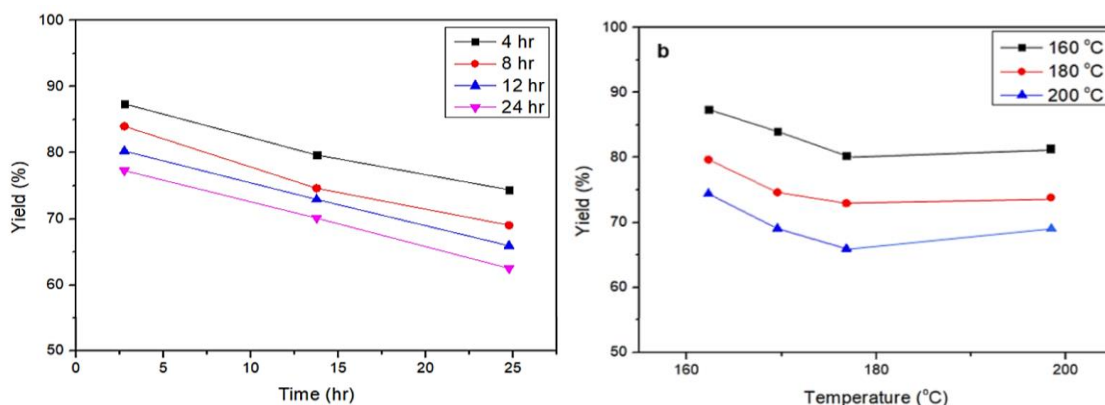 100
90
80
70
60
50
Yield (%)
0 5 10 15 20 25
Time (hr)
4 hr
8 hr
12 hr
24 hr
b
100
90
80
70
60
50
Yield (%)
160 180 200
Temperature (°C)
160 °C
180 °C
200 °C